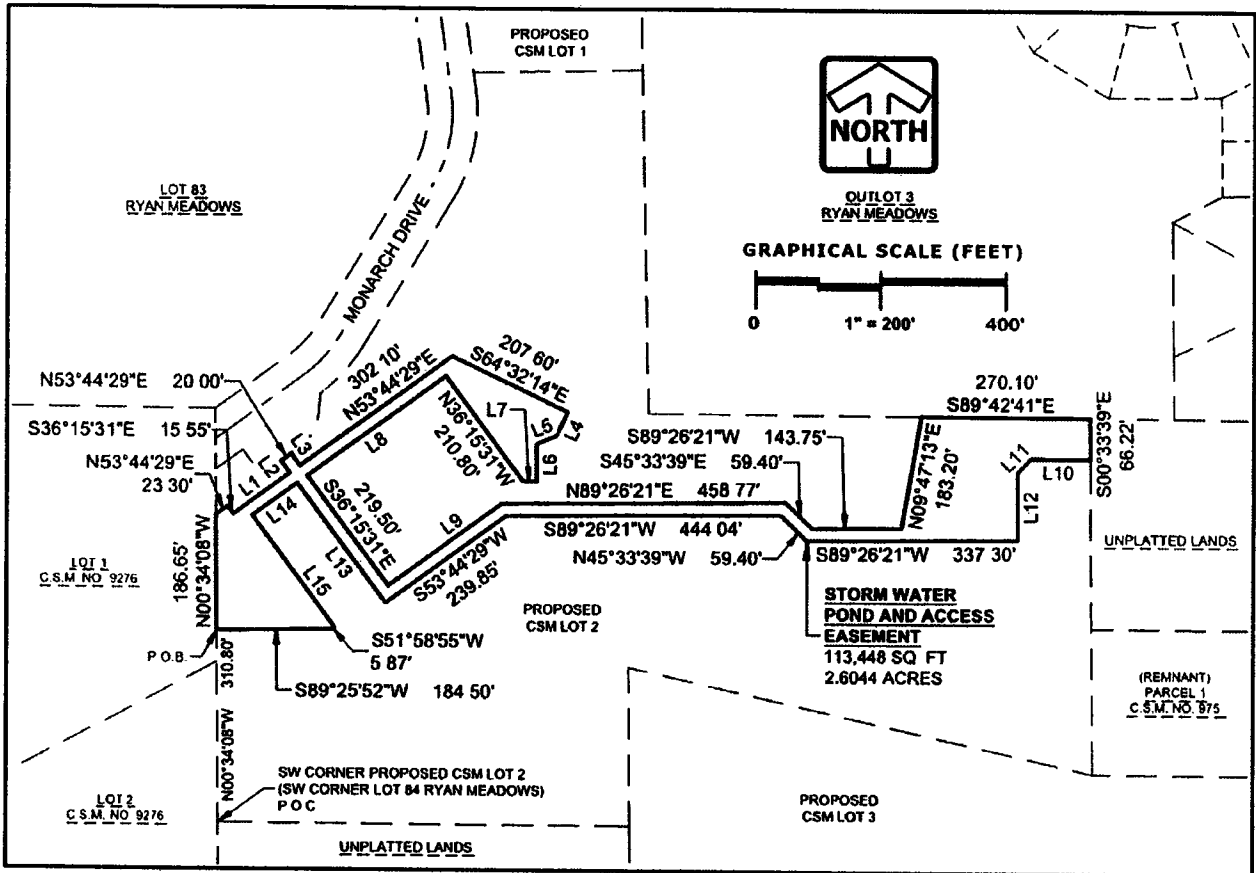 PROPOSED
CSM LOT 1
NORTH
LOT 83
RYAN MEADOWS
MONARCH DRIVE
OUTLOT 3
RYAN MEADOWS
GRAPHICAL SCALE (FEET)
0 1" = 200' 400'
207 60'
S64°32'14"E
302 10'
N53°44'29"E
N53°44'29"E 20 00'
S36°15'31"E 15 55'
N53°44'29"E
23 30'
L1
L2
L3
L8
L7
L5
L4
L6
N36°15'31"W
210.80'
270.10'
S89°42'41"E
S00°33'39"E
66.22'
S89°26'21"W 143.75'
S45°33'39"E 59.40'
N09°47'13"E
183.20'
L11
L10
L12
N89°26'21"E 458 77'
S89°26'21"W 444 04'
N45°33'39"W 59.40'
S89°26'21"W 337 30'
219.50'
S36°15'31"E
L9
S53°44'29"W
239.85'
L14
L13
L15
N00°34'08"W
186.65'
LOT 1
C.S.M. NO 9276
UNPLATTED LANDS
STORM WATER
POND AND ACCESS
EASEMENT
113,448 SQ FT
2.6044 ACRES
PROPOSED
CSM LOT 2
P O.B.
S51°58'55"W
5 87'
S89°25'52"W 184 50'
310.80'
N00°34'08"W
(REMNANT)
PARCEL 1
C.S.M. NO. 975
SW CORNER PROPOSED CSM LOT 2
(SW CORNER LOT 84 RYAN MEADOWS)
P O C
LOT 2
C.S.M. NO 9276
PROPOSED
CSM LOT 3
UNPLATTED LANDS